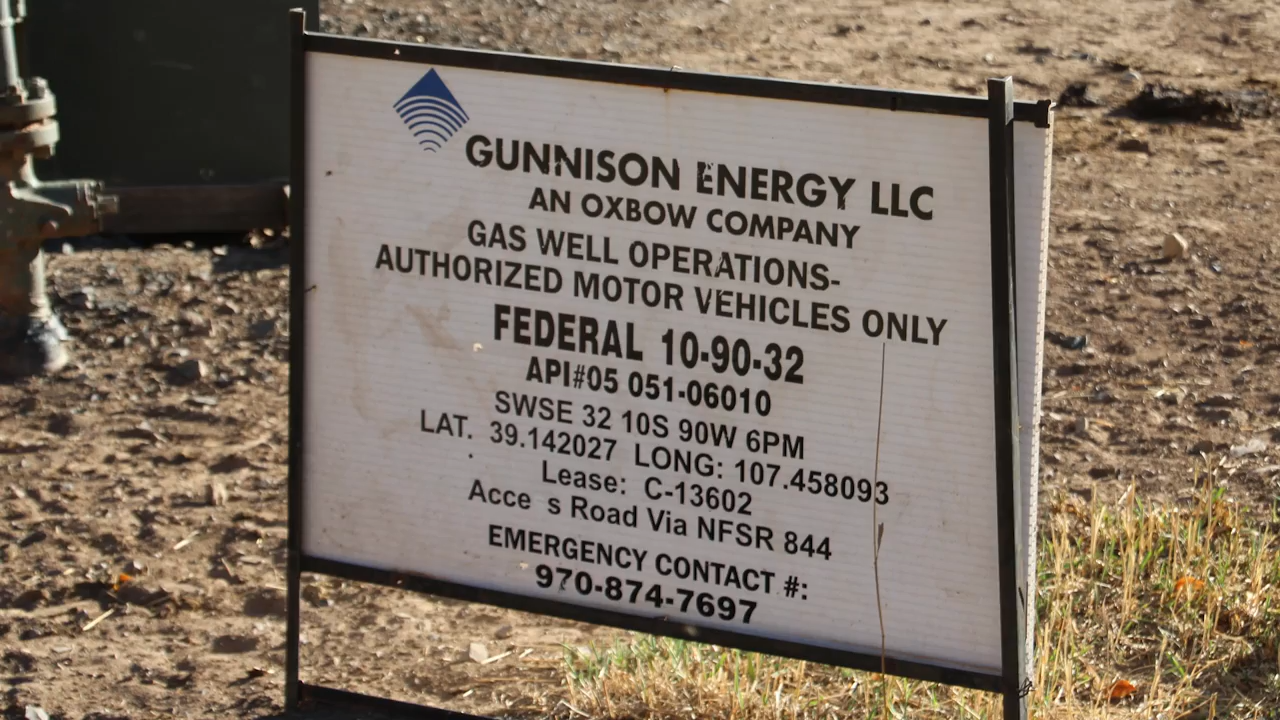 GUNNISON ENERGY LLC
AN OXBOW COMPANY
GAS WELL OPERATIONS-
AUTHORIZED MOTOR VEHICLES ONLY
FEDERAL 10-90-32
API#05 051-06010
SWSE 32 10S 90W 6PM
LAT. 39.142027 LONG: 107.458093
Lease: C-13602
Acce s Road Via NFSR 844
EMERGENCY CONTACT #:
970-874-7697